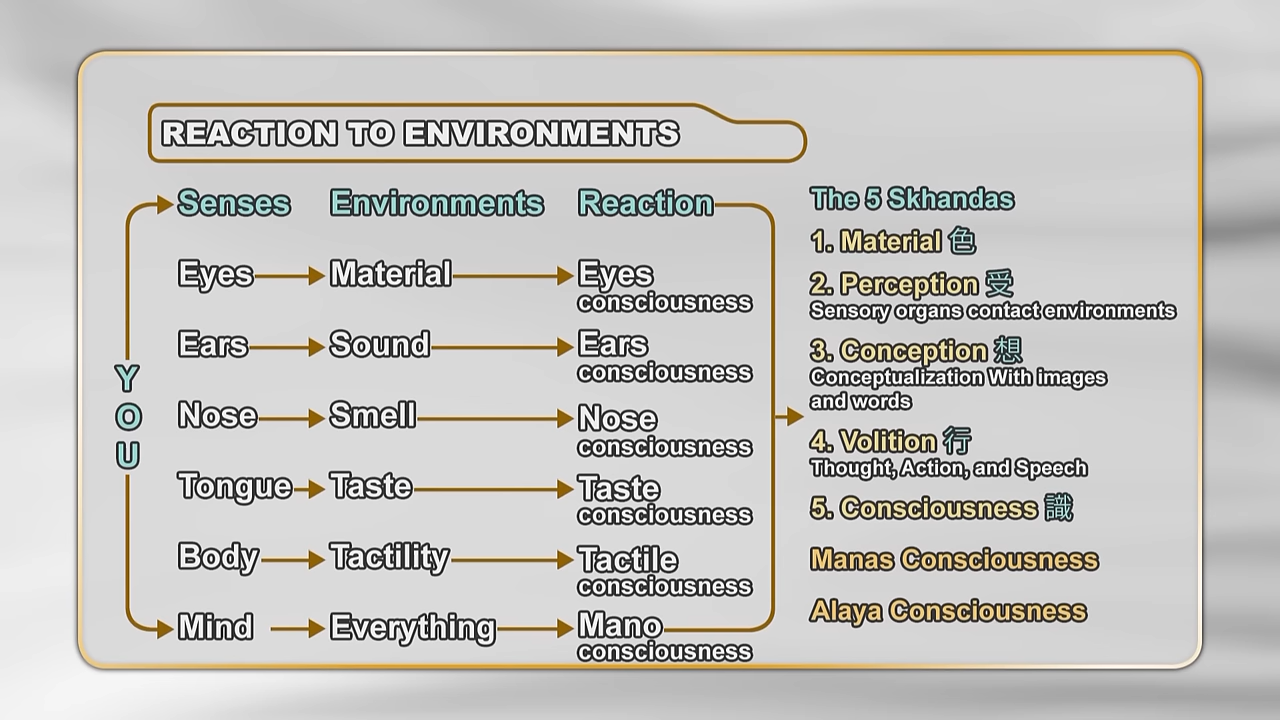 REACTION TO ENVIRONMENTS
Senses Environments Reaction
Eyes Material Eyes
consciousness
Ears Sound Ears
consciousness
Nose Smell Nose
consciousness
Tongue Taste Taste
consciousness
Body Tactility Tactile
consciousness
Mind Everything Mano
consciousness
Y
O
U
The 5 Skhandas
1. Material 色
2. Perception 受
Sensory organs contact environments
3. Conception 想
Conceptualization With images
and words
4. Volition 行
Thought, Action, and Speech
5. Consciousness 識
Manas Consciousness
Alaya Consciousness